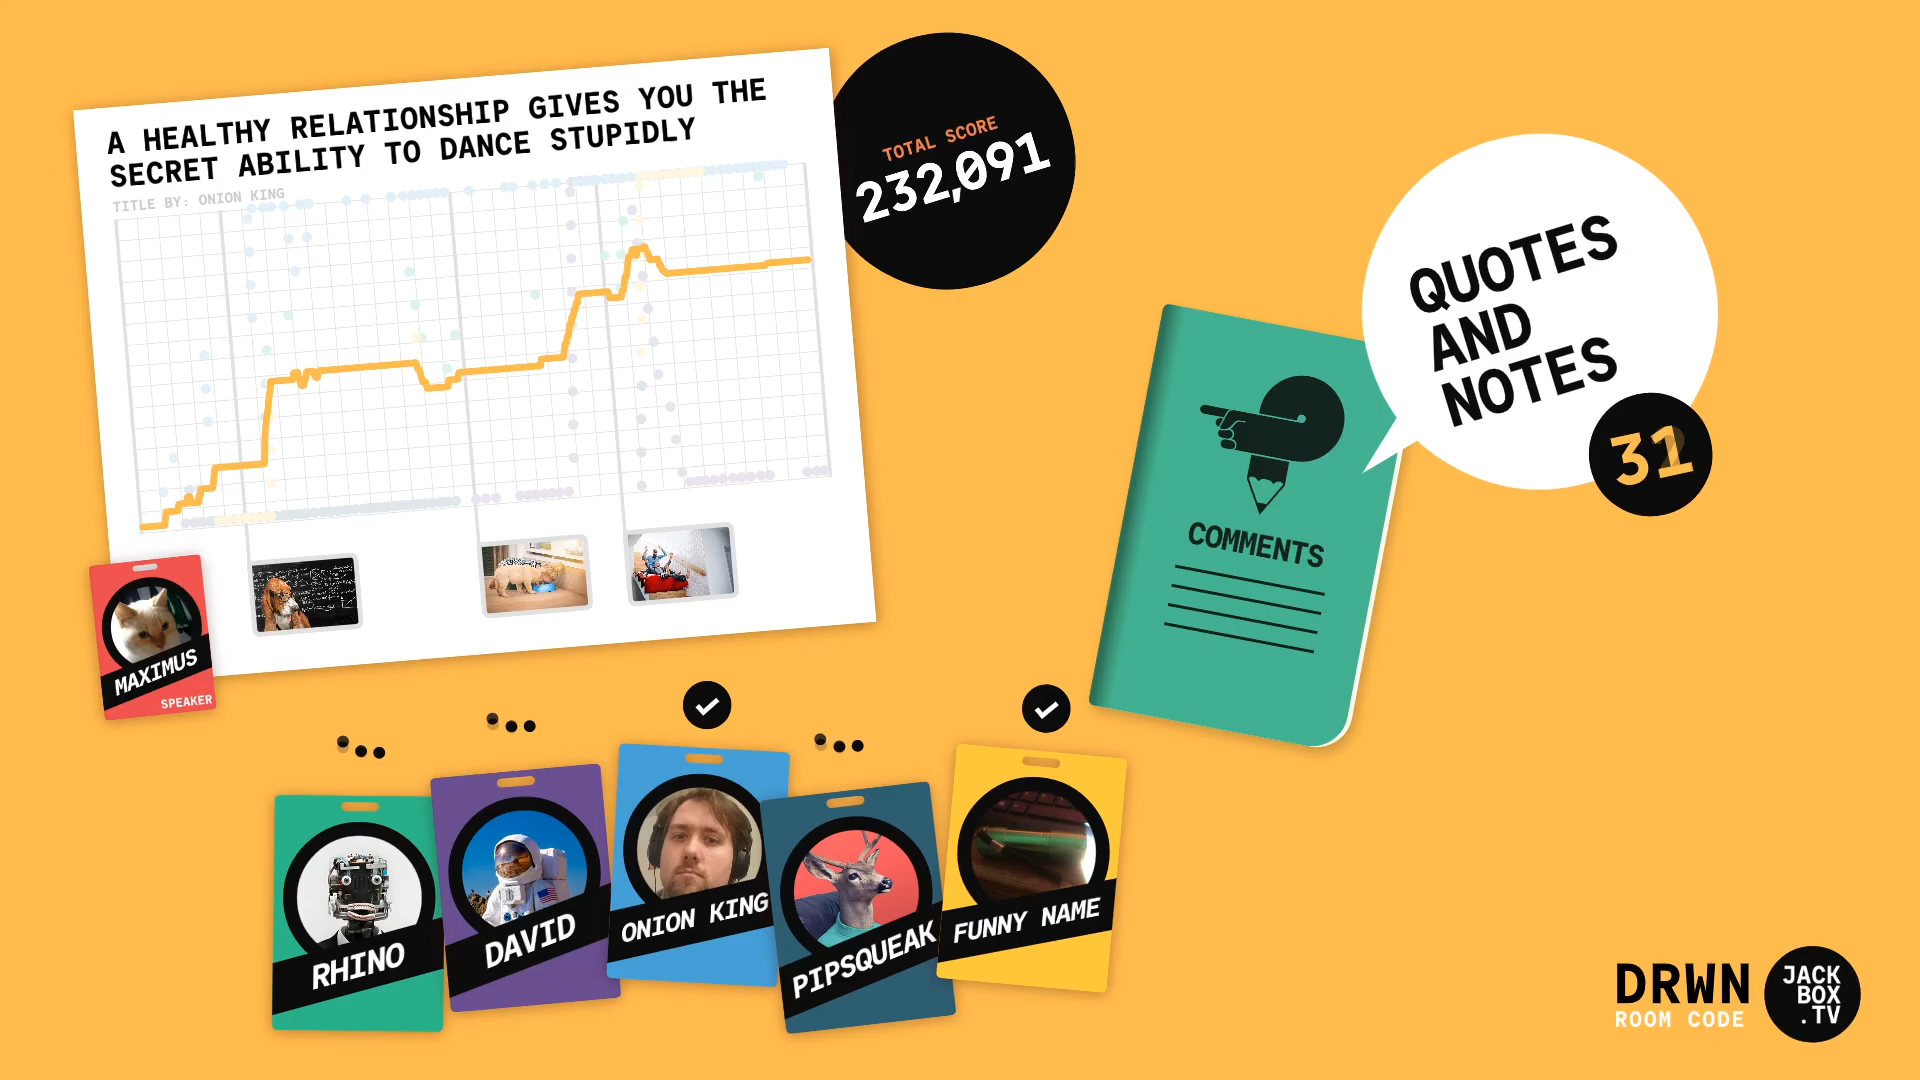 A HEALTHY RELATIONSHIP GIVES YOU THE
SECRET ABILITY TO DANCE STUPIDLY
TITLE BY: ONION KING
TOTAL SCORE
232,091
QUOTES
AND
NOTES
31
COMMENTS
MAXIMUS
SPEAKER
RHINO
DAVID
ONION KING
PIPSQUEAK
FUNNY NAME
DRWN
ROOM CODE
JACK
BOX
.TV